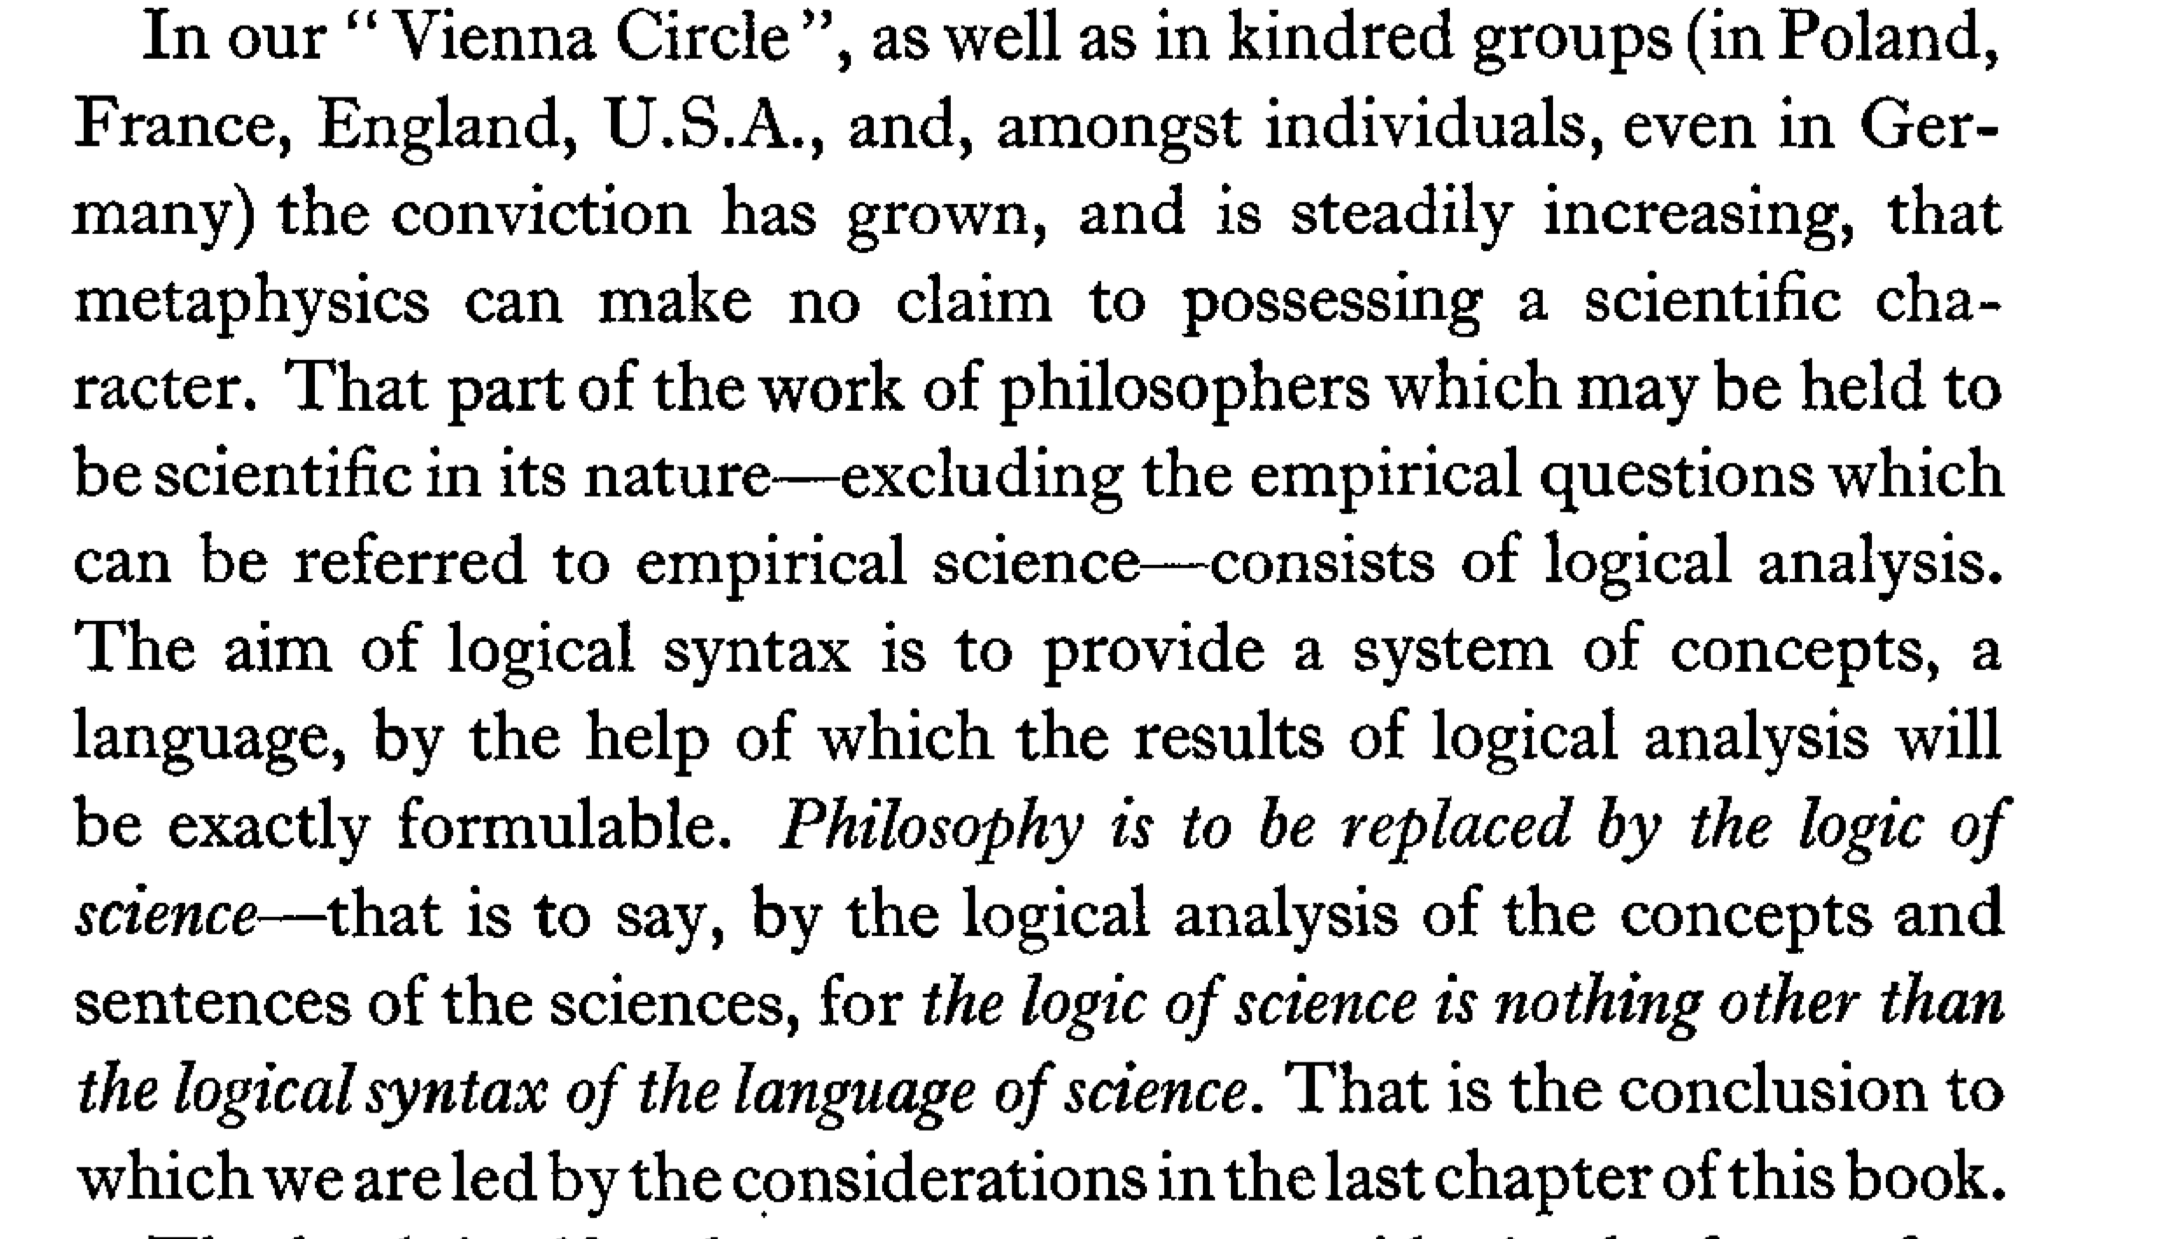 In our “Vienna Circle”, as well as in kindred groups (in Poland,
France, England, U.S.A., and, amongst individuals, even in Ger-
many) the conviction has grown, and is steadily increasing, that
metaphysics can make no claim to possessing a scientific cha-
racter. That part of the work of philosophers which may be held to
be scientific in its nature—excluding the empirical questions which
can be referred to empirical science—consists of logical analysis.
The aim of logical syntax is to provide a system of concepts, a
language, by the help of which the results of logical analysis will
be exactly formulable. Philosophy is to be replaced by the logic of
science—that is to say, by the logical analysis of the concepts and
sentences of the sciences, for the logic of science is nothing other than
the logical syntax of the language of science. That is the conclusion to
which we are led by the considerations in the last chapter of this book.